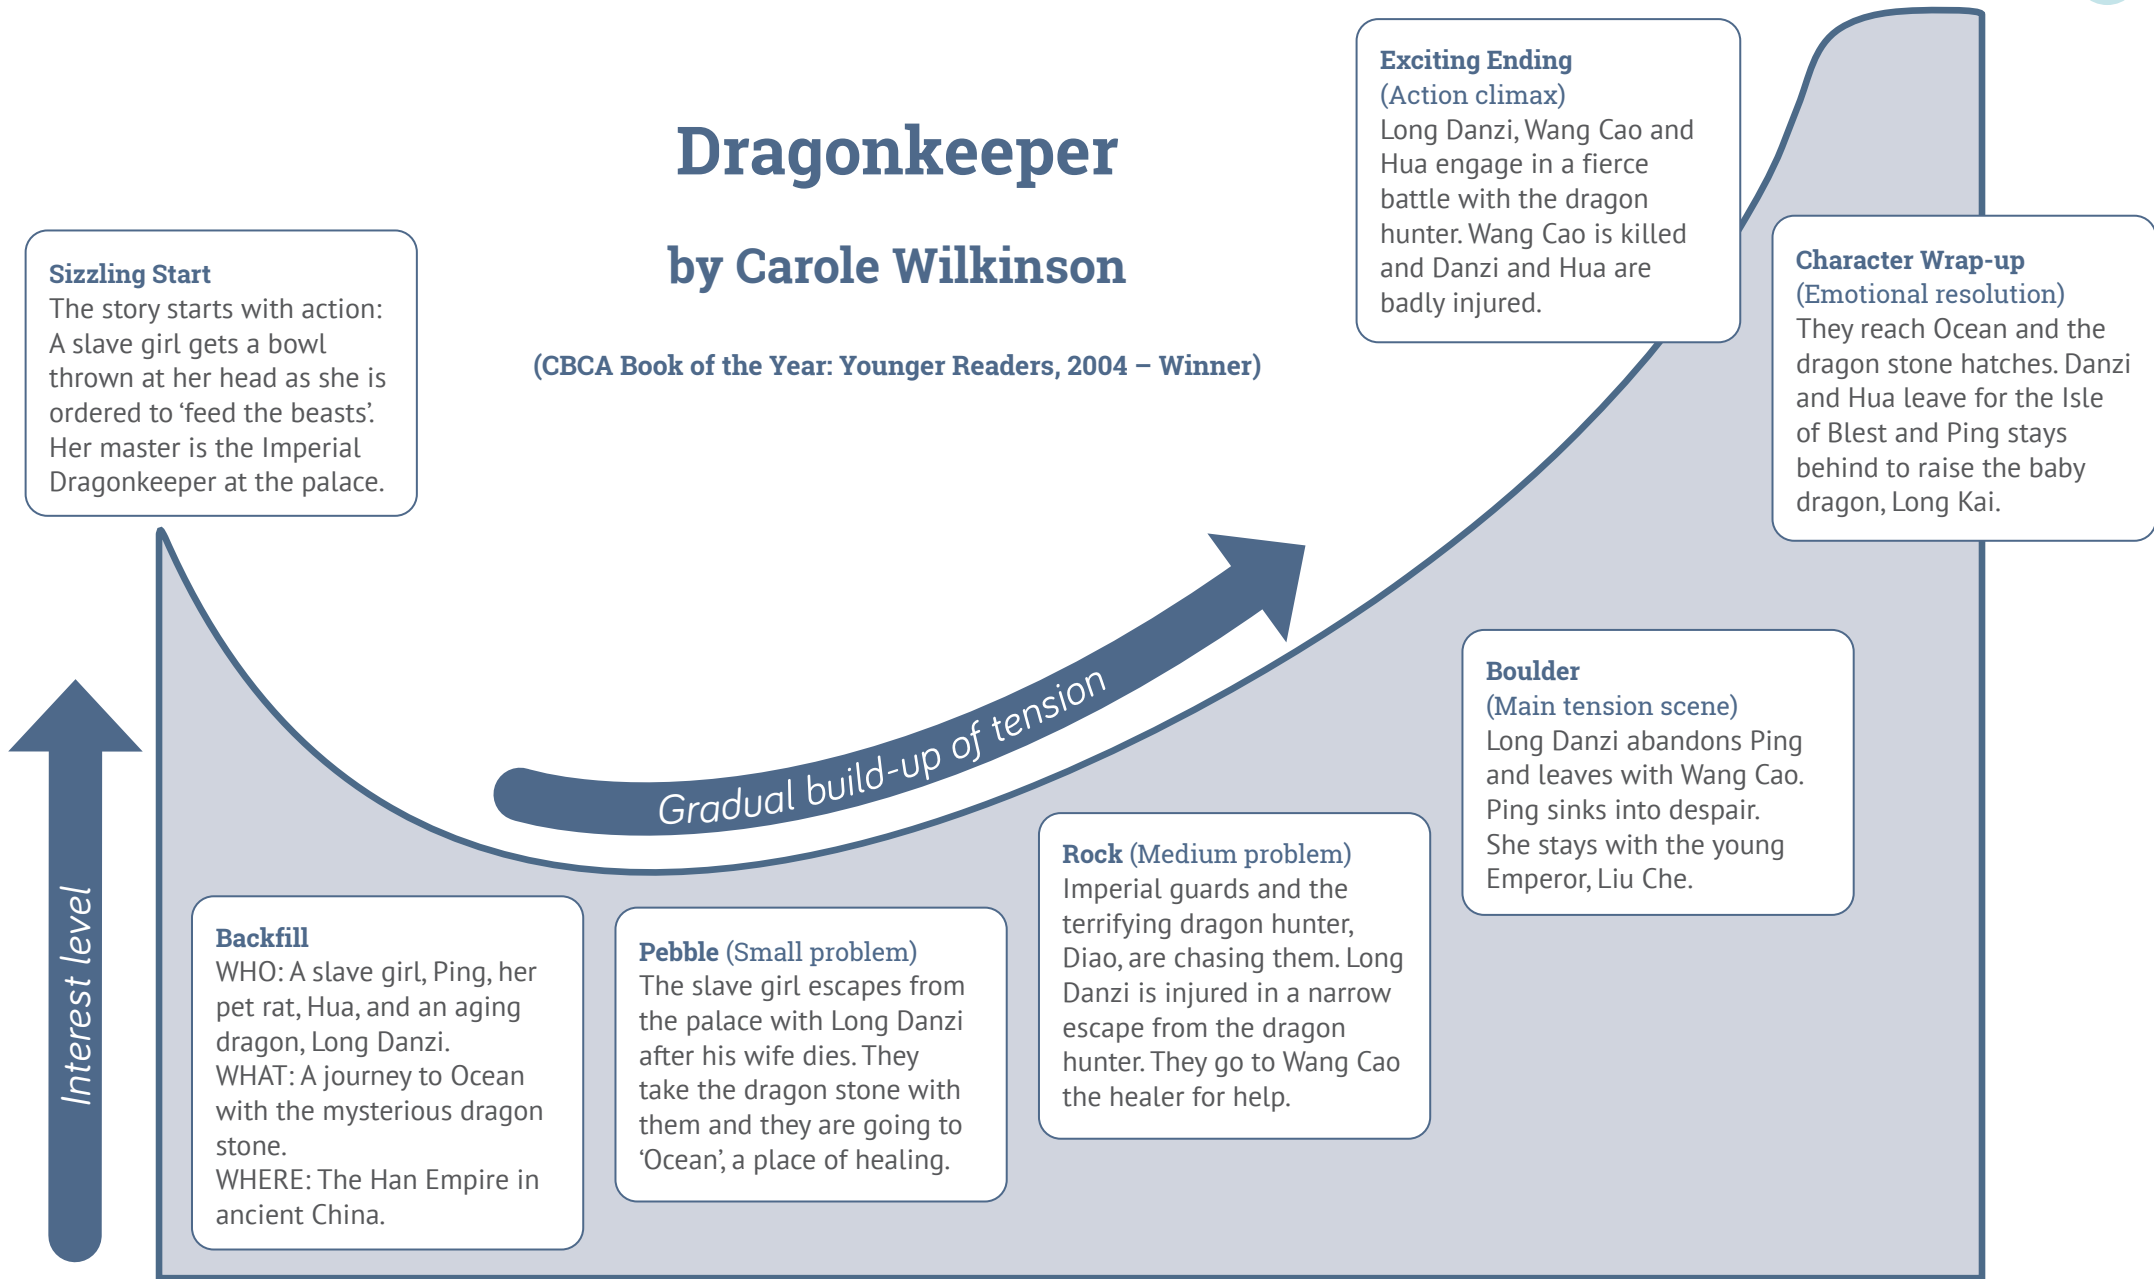 Dragonkeeper
by Carole Wilkinson
(CBCA Book of the Year: Younger Readers, 2004 – Winner)
Sizzling Start
The story starts with action:
A slave girl gets a bowl
thrown at her head as she is
ordered to ‘feed the beasts’.
Her master is the Imperial
Dragonkeeper at the palace.
Interest level
Backfill
WHO: A slave girl, Ping, her
pet rat, Hua, and an aging
dragon, Long Danzi.
WHAT: A journey to Ocean
with the mysterious dragon
stone.
WHERE: The Han Empire in
ancient China.
Gradual build-up of tension
Pebble (Small problem)
The slave girl escapes from
the palace with Long Danzi
after his wife dies. They
take the dragon stone with
them and they are going to
‘Ocean’, a place of healing.
Rock (Medium problem)
Imperial guards and the
terrifying dragon hunter,
Diao, are chasing them. Long
Danzi is injured in a narrow
escape from the dragon
hunter. They go to Wang Cao
the healer for help.
Boulder
(Main tension scene)
Long Danzi abandons Ping
and leaves with Wang Cao.
Ping sinks into despair.
She stays with the young
Emperor, Liu Che.
Exciting Ending
(Action climax)
Long Danzi, Wang Cao and
Hua engage in a fierce
battle with the dragon
hunter. Wang Cao is killed
and Danzi and Hua are
badly injured.
Character Wrap-up
(Emotional resolution)
They reach Ocean and the
dragon stone hatches. Danzi
and Hua leave for the Isle
of Blest and Ping stays
behind to raise the baby
dragon, Long Kai.